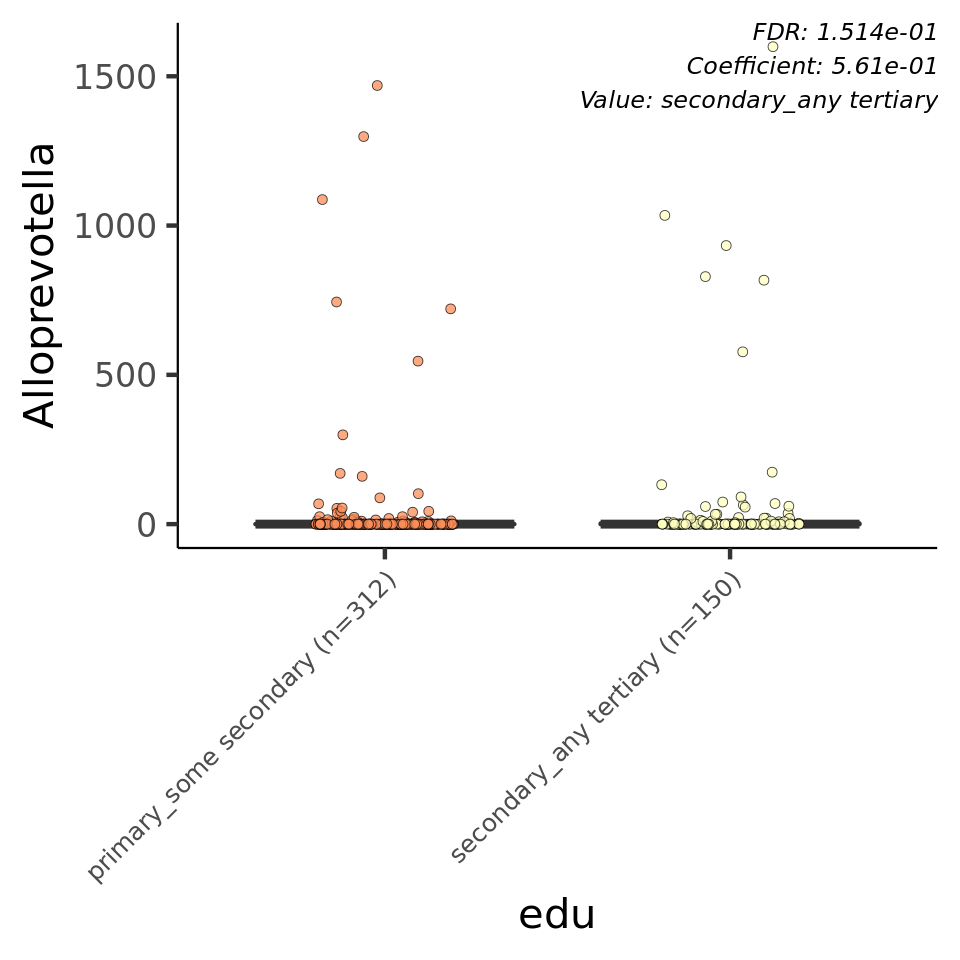 FDR: 1.514e-01
Coefficient: 5.61e-01
Value: secondary_any tertiary
Alloprevotella
1500
1000
500
0
primary_some secondary (n=312)
secondary_any tertiary (n=150)
edu